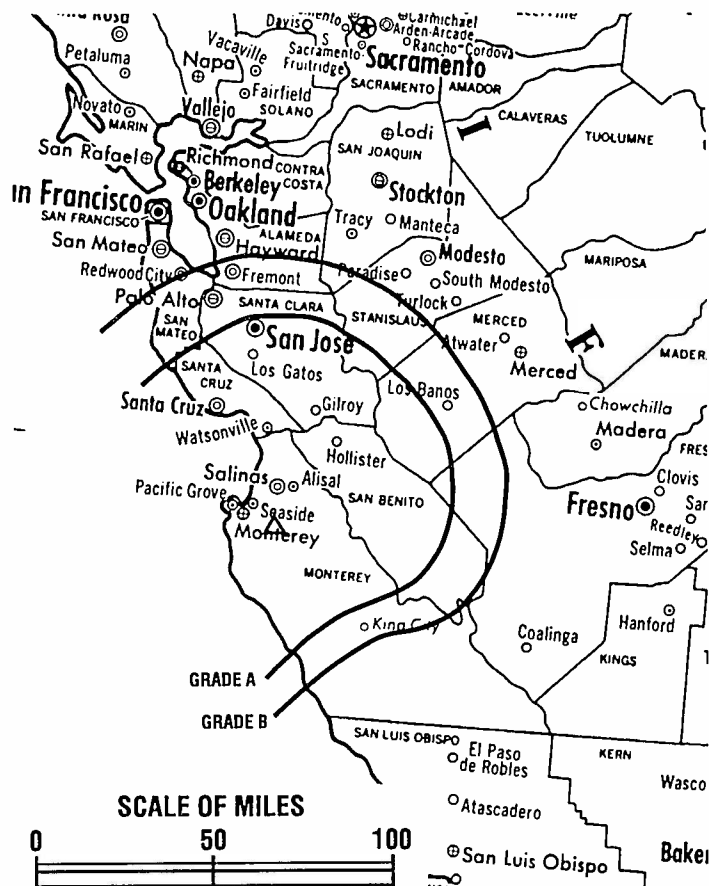 Davis
Carmichael
Arden-Arcade
Rancho-Cordova
Petaluma
Vacaville
Napa
Sacramento-
Fruitridge
Sacramento
SACRAMENTO
AMADOR
Fairfield
SOLANO
Novato
MARIN
Vallejo
CALAVERAS
Lodi
SAN JOAQUIN
TUOLUMNE
San Rafael
Richmond
CONTRA
COSTA
Berkeley
Stockton
n Francisco
SAN FRANCISCO
Oakland
Tracy
Manteca
ALAMEDA
San Mateo
Hayward
Modesto
MARIPOSA
Redwood City
Fremont
Paradise
South Modesto
Palo Alto
SANTA CLARA
Turlock
STANISLAUS
MERCED
SAN
MATEO
San Jose
Atwater
F
Merced
MADER
SANTA
CRUZ
Los Gatos
Los Banos
Santa Cruz
Gilroy
Chowchilla
Watsonville
Madera
Hollister
FRES
Salinas
Alisal
Clovis
Pacific Grove
SAN BENITO
Seaside
Fresno
San
Monterey
Reedley
Selma
MONTEREY
King City
Hanford
Coalinga
KINGS
GRADE A
GRADE B
SAN LUIS OBISPO
El Paso
de Robles
KERN
Wasco
SCALE OF MILES
Atascadero
0 50 100
San Luis Obispo
Baker